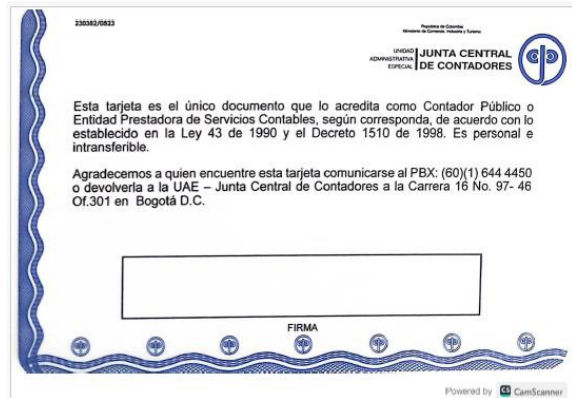 230382/0823
República de Colombia
Ministerio de Comercio, Industria y Turismo
UNIDAD
ADMINISTRATIVA
ESPECIAL
JUNTA CENTRAL
DE CONTADORES
Esta tarjeta es el único documento que lo acredita como Contador Público o
Entidad Prestadora de Servicios Contables, según corresponda, de acuerdo con lo
establecido en la Ley 43 de 1990 y el Decreto 1510 de 1998. Es personal e
intransferible.
Agradecemos a quien encuentre esta tarjeta comunicarse al PBX: (60)(1) 644 4450
o devolverla a la UAE – Junta Central de Contadores a la Carrera 16 No. 97- 46
Of.301 en Bogotá D.C.
FIRMA
Powered by CS CamScanner